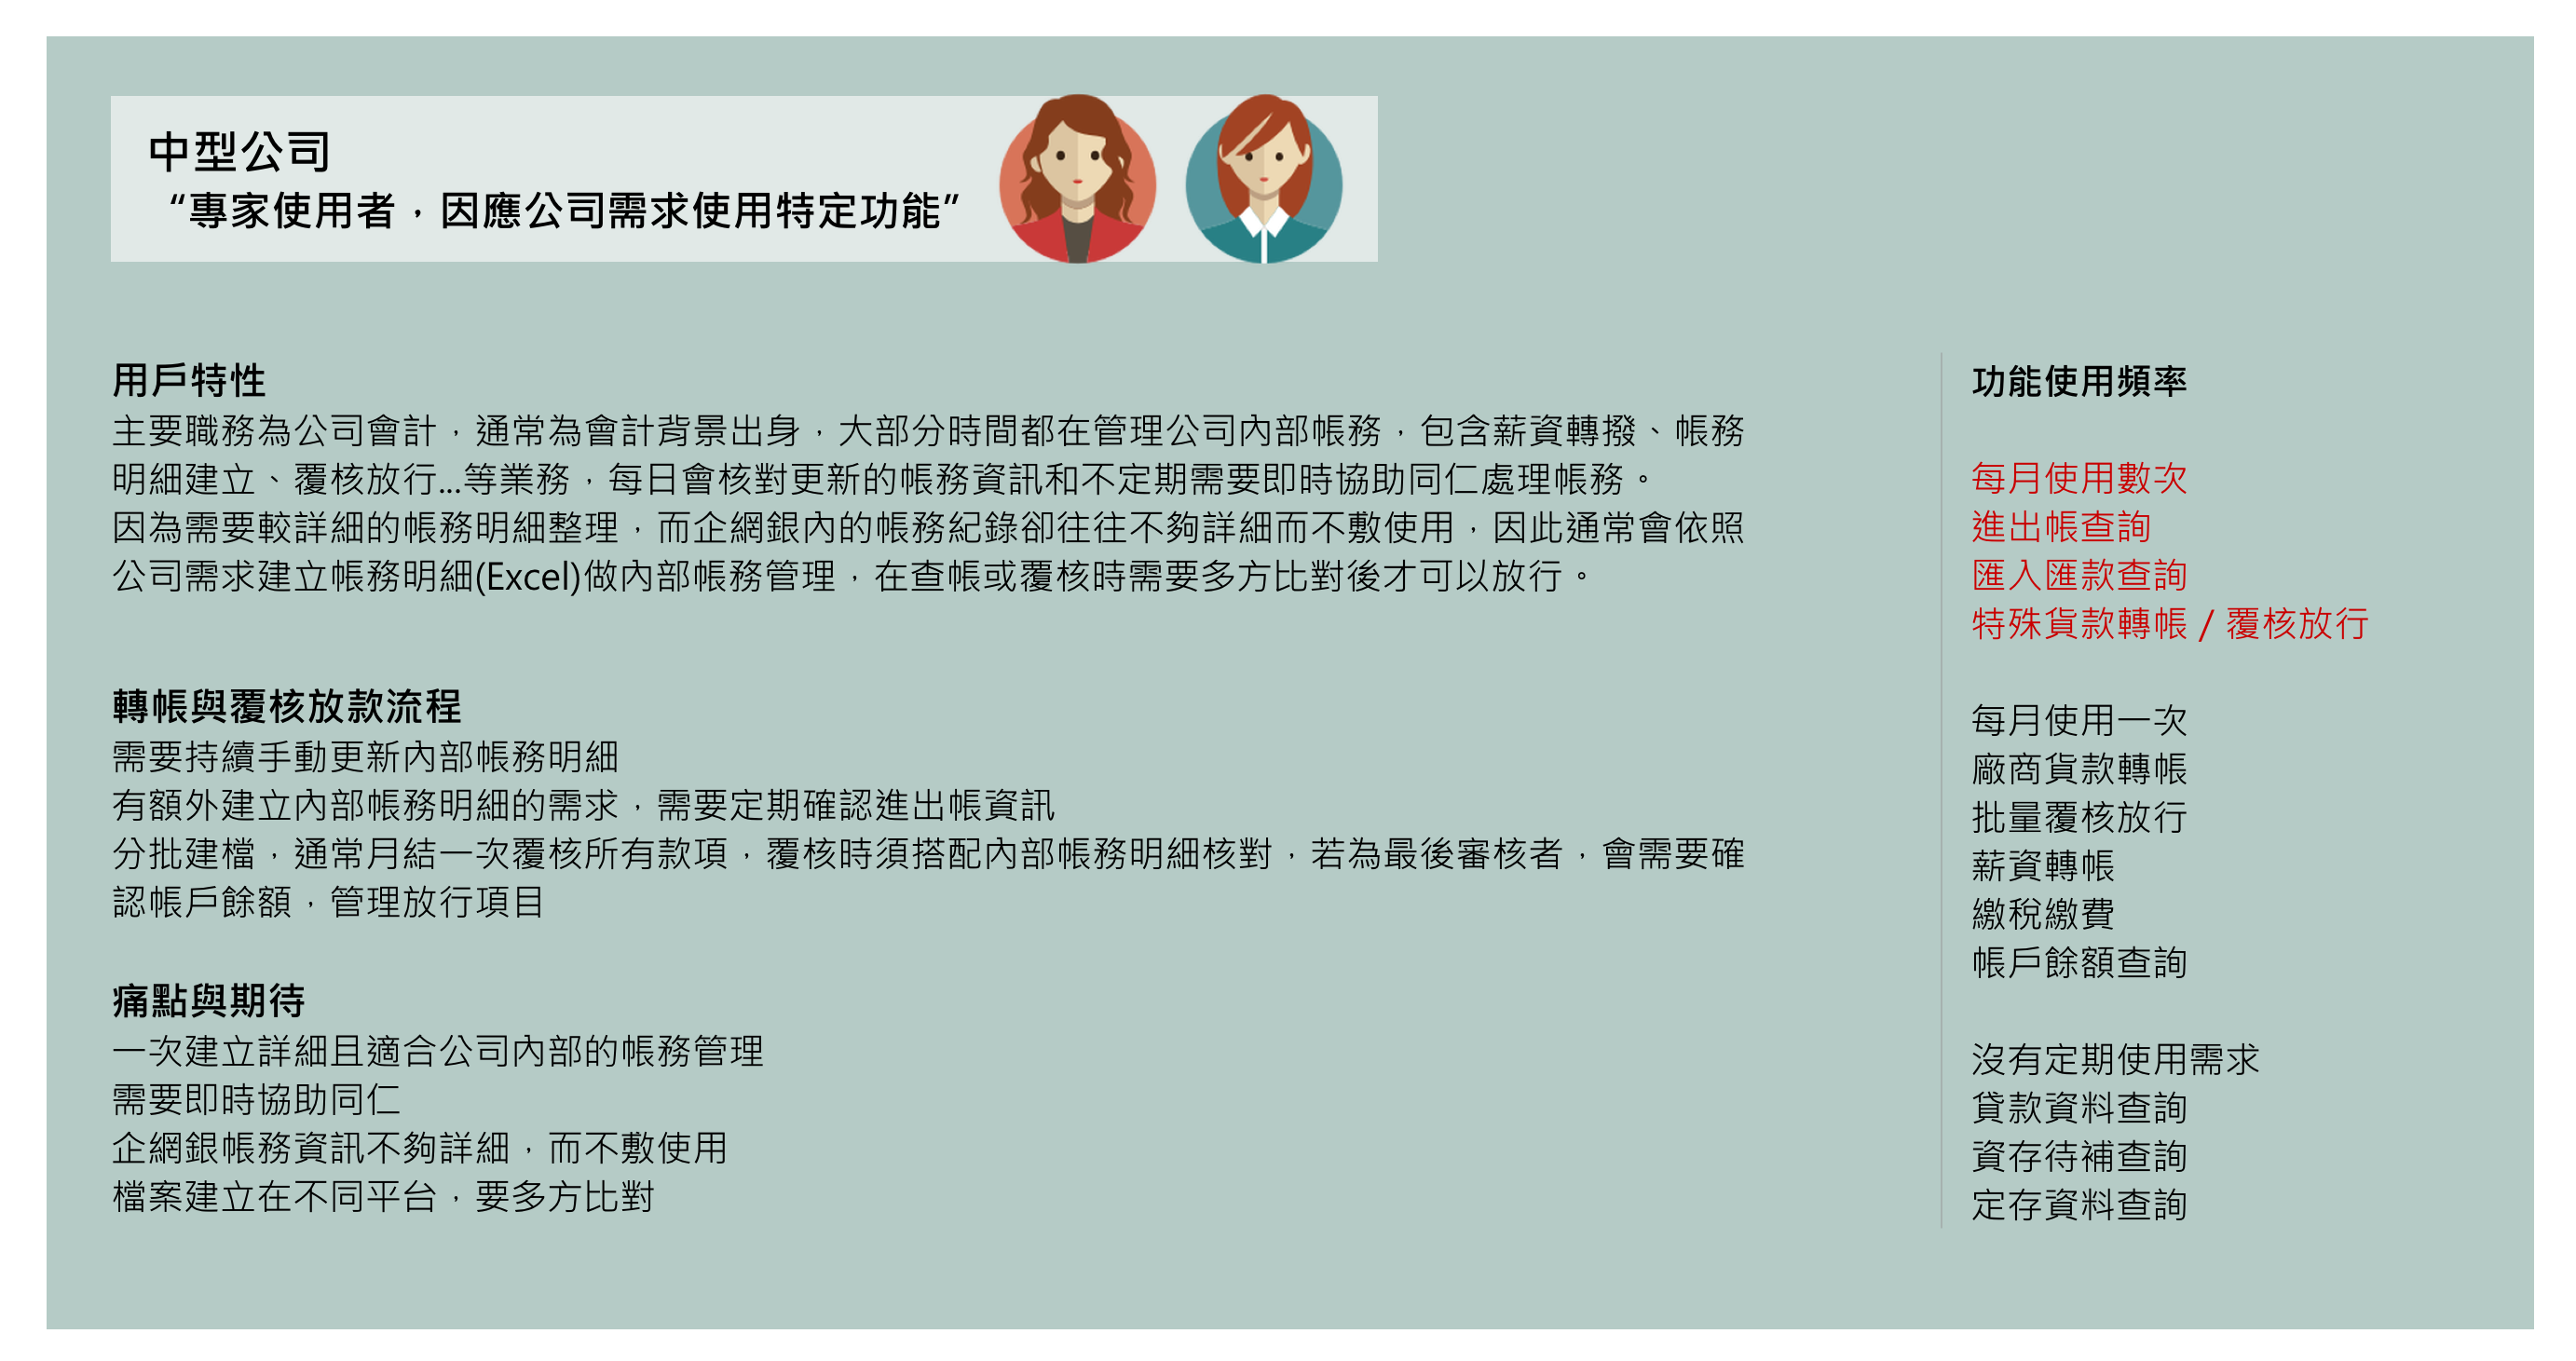 中型公司
“專家使用者，因應公司需求使用特定功能”
用戶特性
主要職務為公司會計，通常為會計背景出身，大部分時間都在管理公司內部帳務，包含薪資轉撥、帳務
明細建立、覆核放行...等業務，每日會核對更新的帳務資訊和不定期需要即時協助同仁處理帳務。
因為需要較詳細的帳務明細整理，而企網銀內的帳務紀錄卻往往不夠詳細而不敷使用，因此通常會依照
公司需求建立帳務明細(Excel)做內部帳務管理，在查帳或覆核時需要多方比對後才可以放行。
轉帳與覆核放款流程
需要持續手動更新內部帳務明細
有額外建立內部帳務明細的需求，需要定期確認進出帳資訊
分批建檔，通常月結一次覆核所有款項，覆核時須搭配內部帳務明細核對，若為最後審核者，會需要確
認帳戶餘額，管理放行項目
痛點與期待
一次建立詳細且適合公司內部的帳務管理
需要即時協助同仁
企網銀帳務資訊不夠詳細，而不敷使用
檔案建立在不同平台，要多方比對
功能使用頻率
每月使用數次
進出帳查詢
匯入匯款查詢
特殊貨款轉帳 / 覆核放行
每月使用一次
廠商貨款轉帳
批量覆核放行
薪資轉帳
繳稅繳費
帳戶餘額查詢
沒有定期使用需求
貸款資料查詢
資存待補查詢
定存資料查詢